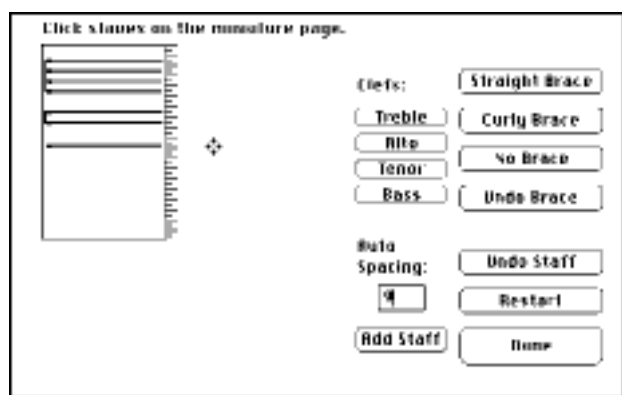 Click staves on the miniature page.
Clefs:
Treble
Alto
Tenor
Bass
Straight Brace
Curly Brace
No Brace
Undo Brace
Auto
Spacing:
9
Add Staff
Undo Staff
Restart
Done